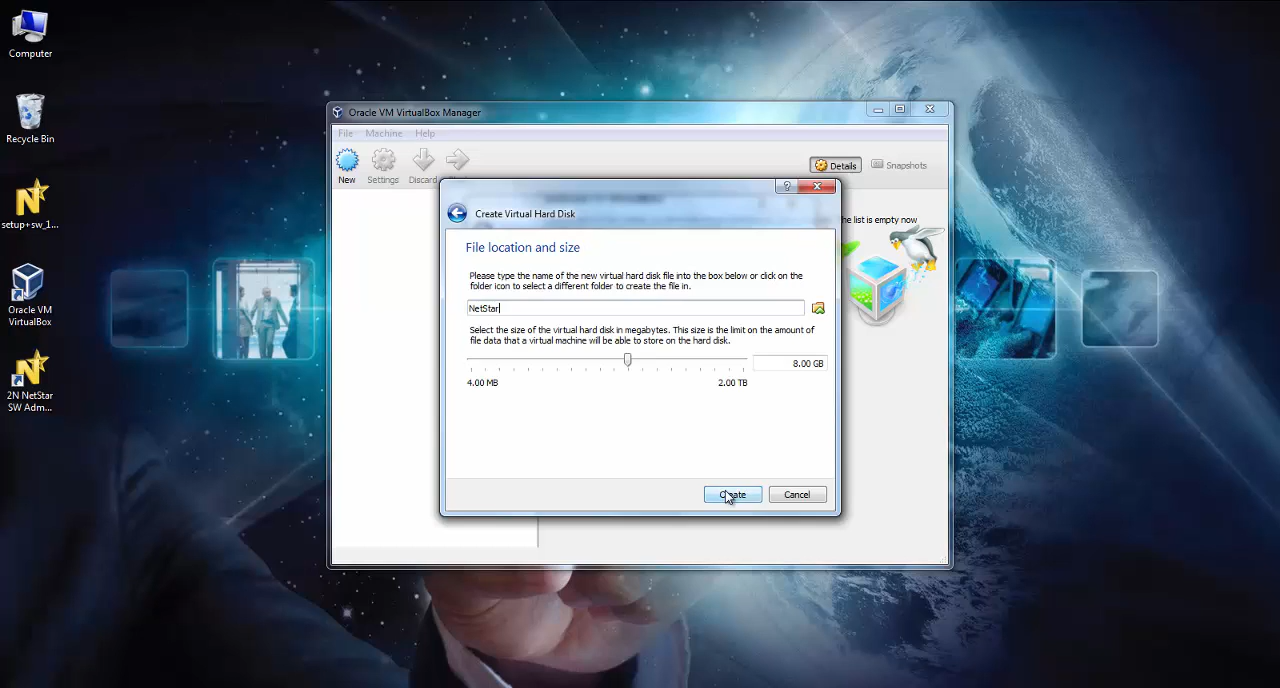 Computer
Recycle Bin
setup+sw_1...
Oracle VM
VirtualBox
2N NetStar
SW Adm...
Oracle VM VirtualBox Manager
File Machine Help
New Settings Discard
Details Snapshots
he list is empty now
Create Virtual Hard Disk
File location and size
Please type the name of the new virtual hard disk file into the box below or click on the
folder icon to select a different folder to create the file in.
NetStar
Select the size of the virtual hard disk in megabytes. This size is the limit on the amount of
file data that a virtual machine will be able to store on the hard disk.
8.00 GB
4.00 MB 2.00 TB
Create Cancel